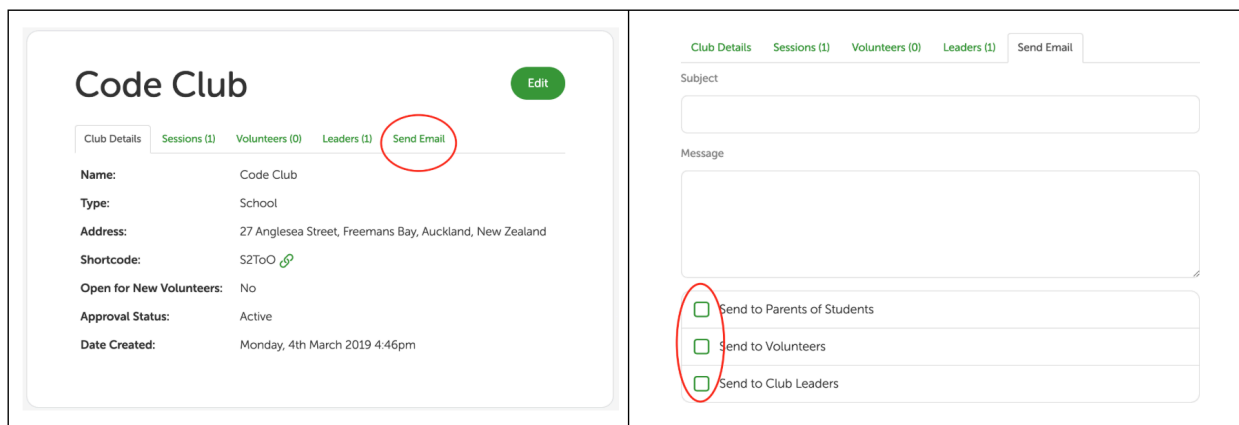 Code Club
Edit
Club Details Sessions (1) Volunteers (0) Leaders (1) Send Email
Name: Code Club
Type: School
Address: 27 Anglesea Street, Freemans Bay, Auckland, New Zealand
Shortcode: S2ToO
Open for New Volunteers: No
Approval Status: Active
Date Created: Monday, 4th March 2019 4:46pm
Club Details Sessions (1) Volunteers (0) Leaders (1) Send Email
Subject
Message
Send to Parents of Students
Send to Volunteers
Send to Club Leaders